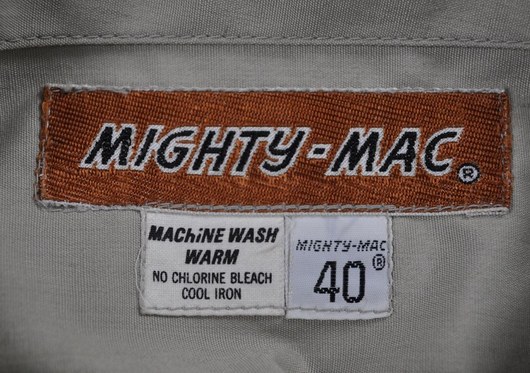 MIGHTY-MAC®
MACHiNE WASH
WARM
NO CHLORINE BLEACH
COOL IRON
MIGHTY-MAC®
40